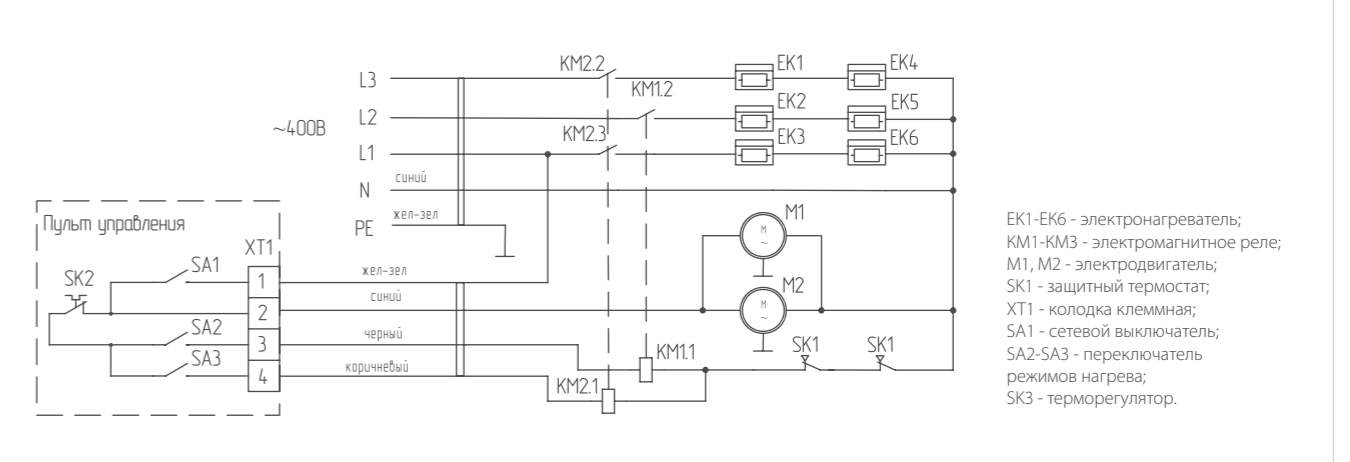 KM2.2
EK1
EK4
L3
KM1.2
EK2
EK5
L2
~400В
KM2.3
EK3
EK6
L1
синий
N
жел-зел
PE
Пульт управления
M1
M
~
XT1
SK2
SA1
1
жел-зел
синий
M2
M
~
2
SA2
3
черный
KM1.1
SK1
SK1
SA3
4
коричневый
KM2.1
EK1-EK6 - электронагреватель;
KM1-KM3 - электромагнитное реле;
M1, M2 - электродвигатель;
SK1 - защитный термостат;
XT1 - колодка клеммная;
SA1 - сетевой выключатель;
SA2-SA3 - переключатель
режимов нагрева;
SK3 - терморегулятор.